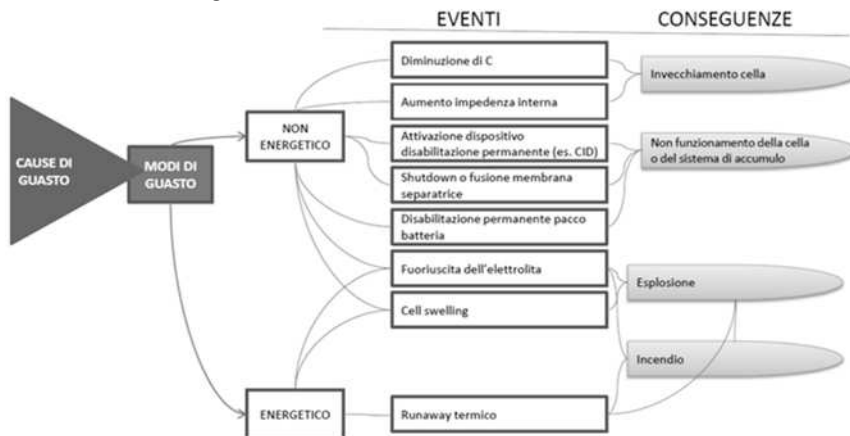 EVENTI
CONSEGUENZE
CAUSE DI
GUASTO
MODI DI
GUASTO
NON
ENERGETICO
ENERGETICO
Diminuzione di C
Aumento impedenza interna
Attivazione dispositivo
disabilitazione permanente (es. CID)
Shutdown o fusione membrana
separatrice
Disabilitazione permanente pacco
batteria
Fuoriuscita dell'elettrolita
Cell swelling
Runaway termico
Invecchiamento cella
Non funzionamento della cella
o del sistema di accumulo
Esplosione
Incendio